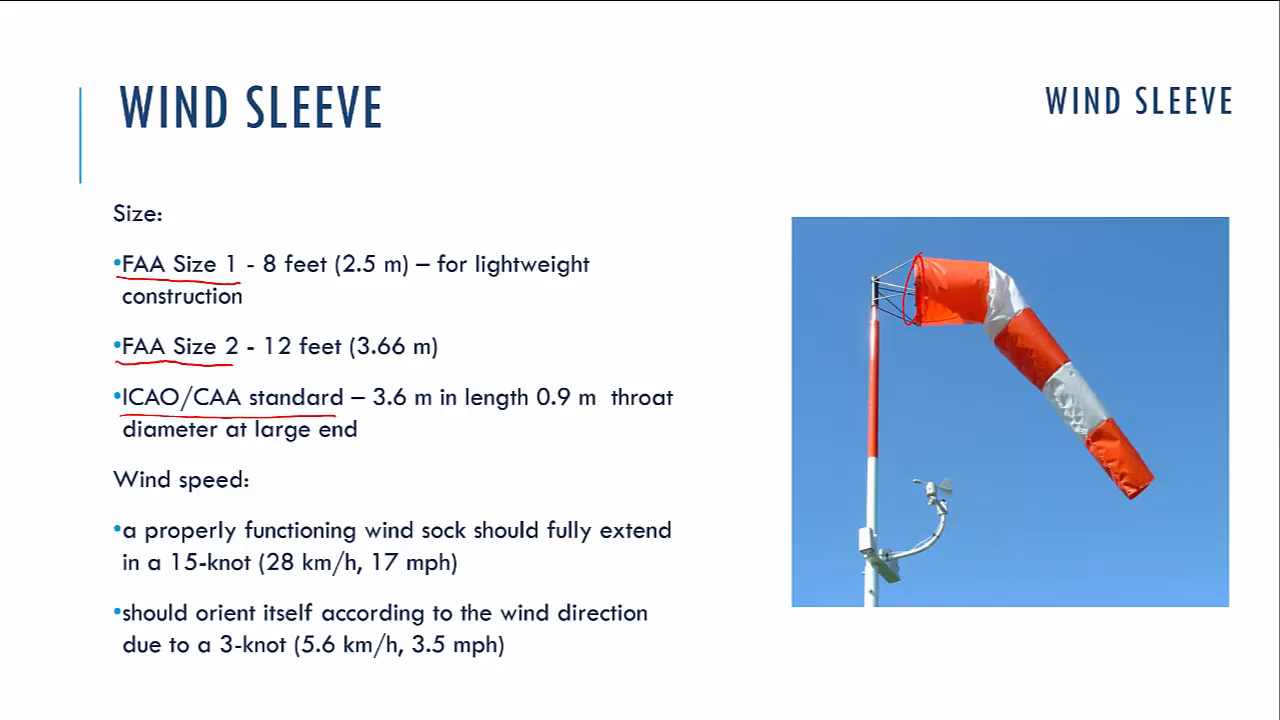 WIND SLEEVE
WIND SLEEVE
Size:
•FAA Size 1 - 8 feet (2.5 m) – for lightweight
construction
•FAA Size 2 - 12 feet (3.66 m)
•ICAO/CAA standard – 3.6 m in length 0.9 m  throat
diameter at large end
Wind speed:
•a properly functioning wind sock should fully extend
in a 15-knot (28 km/h, 17 mph)
•should orient itself according to the wind direction
due to a 3-knot (5.6 km/h, 3.5 mph)